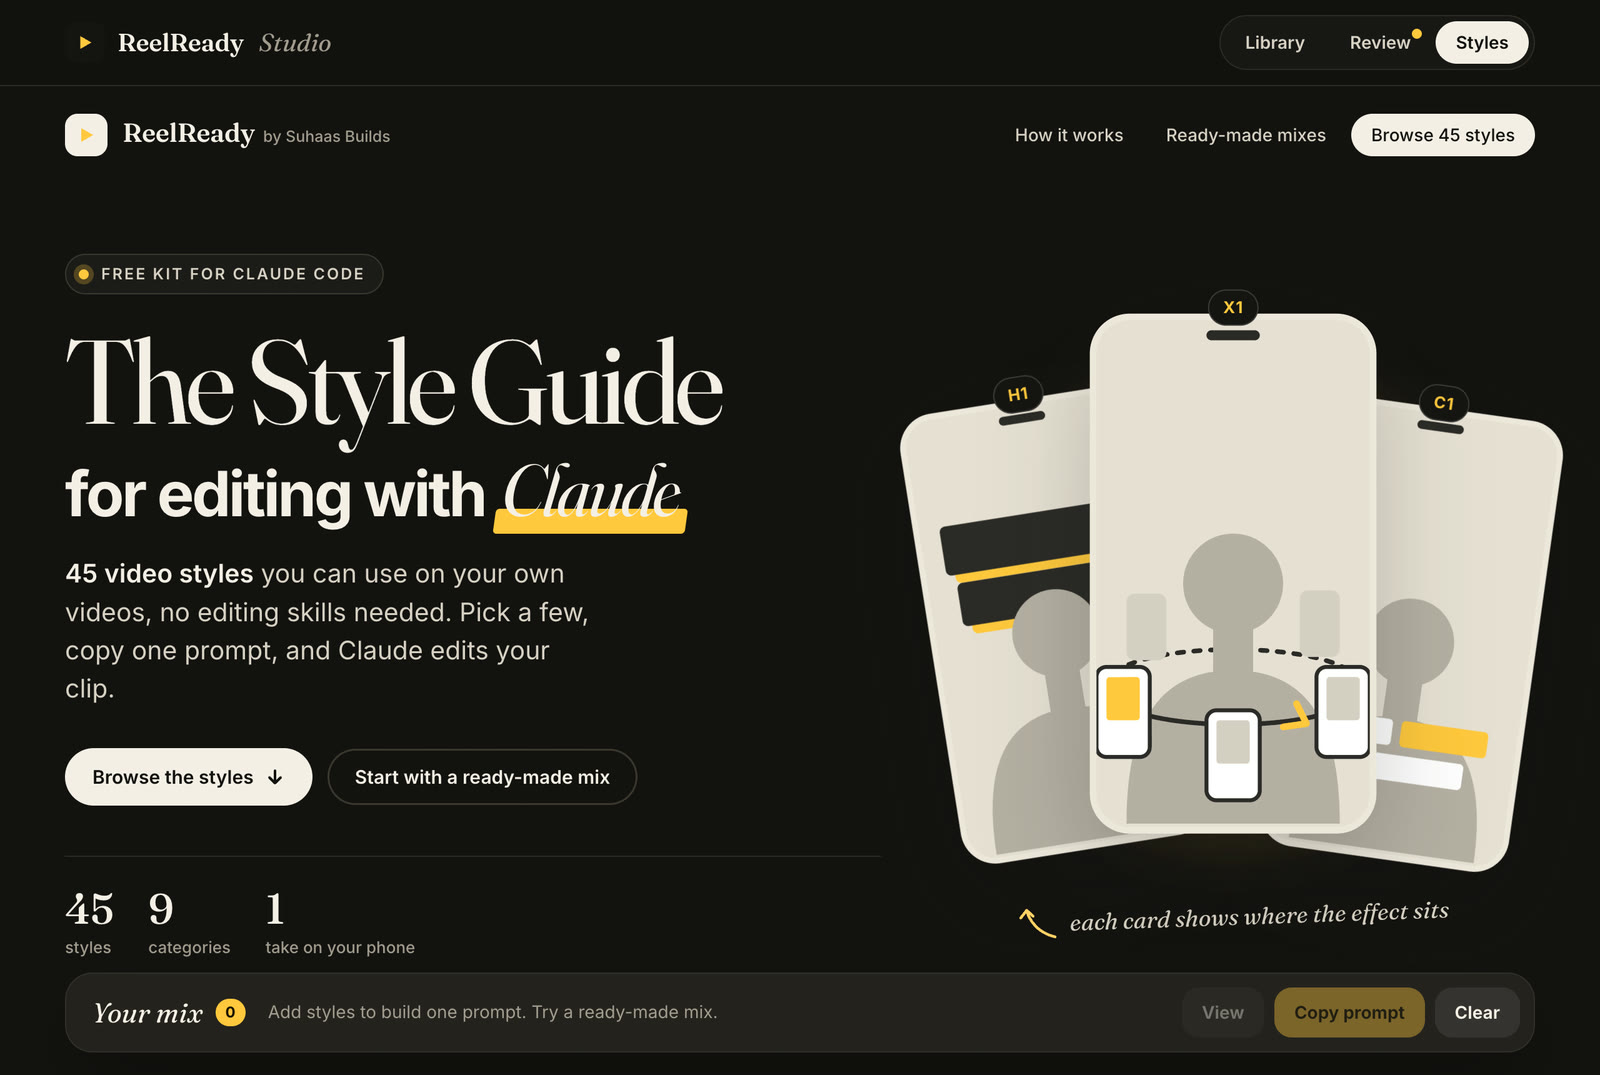 ReelReady Studio
Library Review Styles
ReelReady by Suhaas Builds
How it works Ready-made mixes Browse 45 styles
FREE KIT FOR CLAUDE CODE
The Style Guide
for editing with Claude
45 video styles you can use on your own
videos, no editing skills needed. Pick a few,
copy one prompt, and Claude edits your
clip.
Browse the styles ↓ Start with a ready-made mix
45 9 1
styles categories take on your phone
H1
X1
C1
each card shows where the effect sits
Your mix 0 Add styles to build one prompt. Try a ready-made mix. View Copy prompt Clear